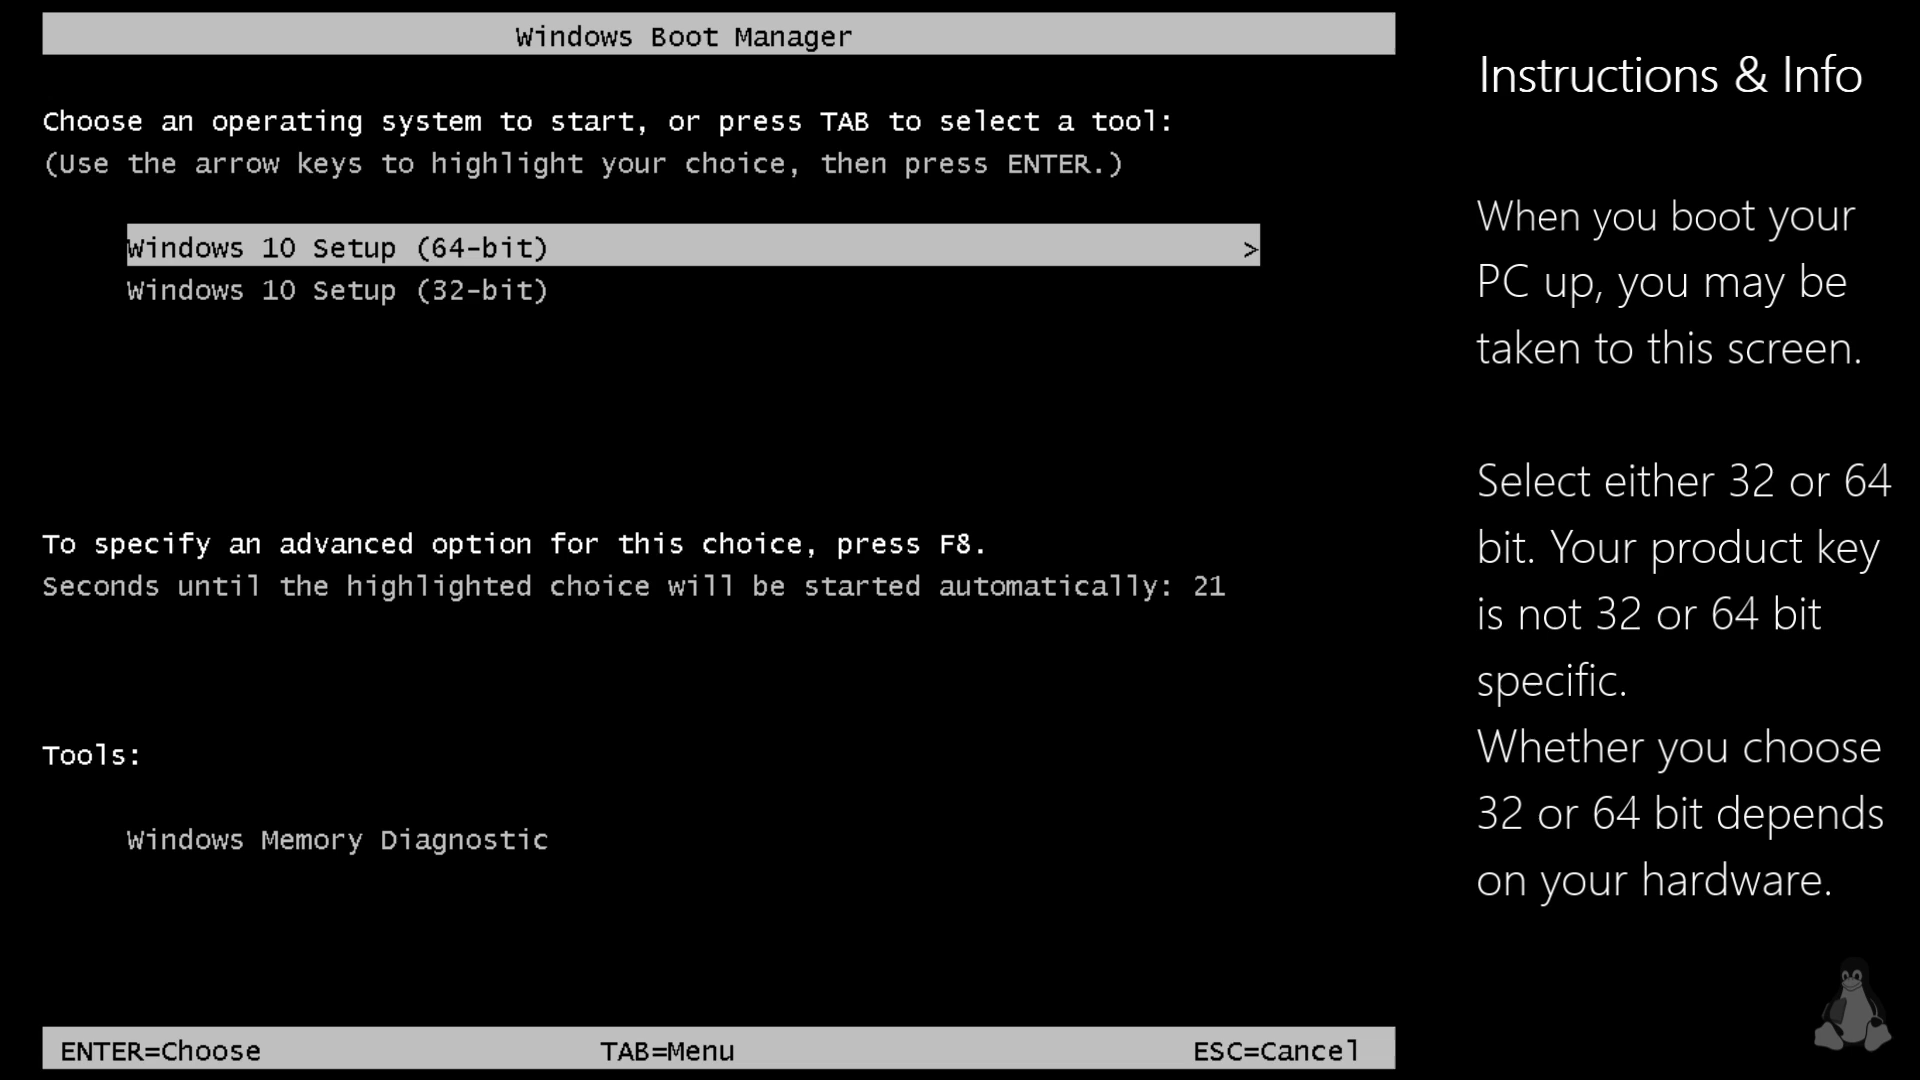 Windows Boot Manager
Choose an operating system to start, or press TAB to select a tool:
(Use the arrow keys to highlight your choice, then press ENTER.)
Windows 10 Setup (64-bit) >
Windows 10 Setup (32-bit)
To specify an advanced option for this choice, press F8.
Seconds until the highlighted choice will be started automatically: 21
Tools:
Windows Memory Diagnostic
ENTER=Choose TAB=Menu ESC=Cancel
Instructions & Info
When you boot your
PC up, you may be
taken to this screen.
Select either 32 or 64
bit. Your product key
is not 32 or 64 bit
specific.
Whether you choose
32 or 64 bit depends
on your hardware.